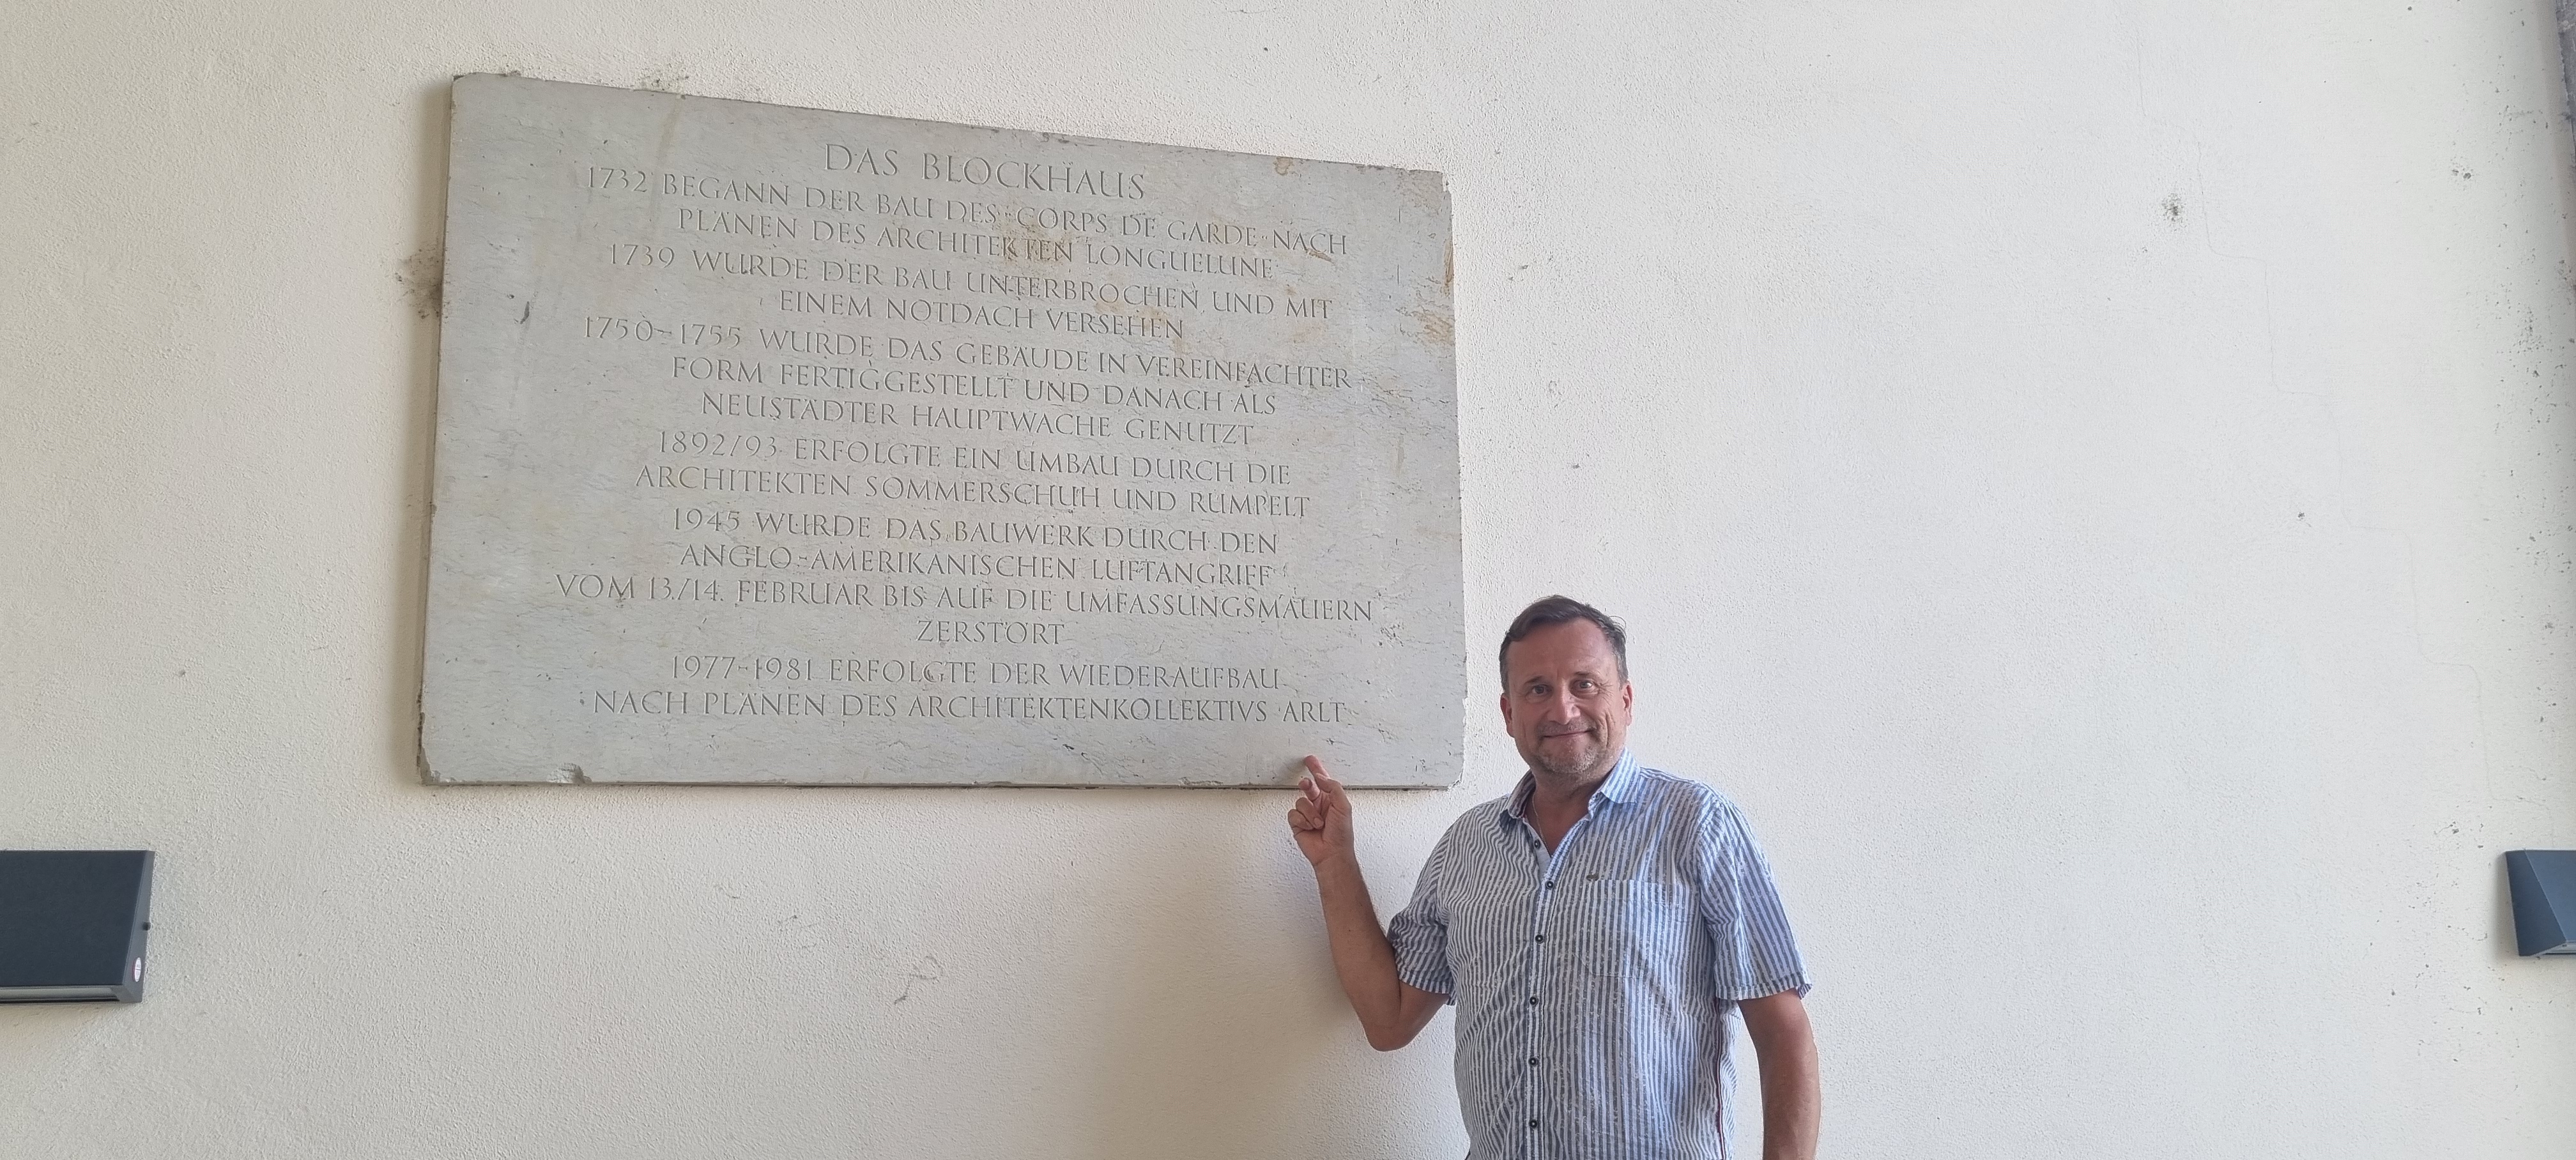 DAS BLOCKHAUS
1732 BEGANN DER BAU DES "CORPS DE GARDE" NACH
PLÄNEN DES ARCHITEKTEN LONGUELUNE
1739 WURDE DER BAU UNTERBROCHEN UND MIT
EINEM NOTDACH VERSEHEN
1750-1755 WURDE DAS GEBÄUDE IN VEREINFACHTER
FORM FERTIGGESTELLT UND DANACH ALS
NEUSTÄDTER HAUPTWACHE GENUTZT
1892/93 ERFOLGTE EIN UMBAU DURCH DIE
ARCHITEKTEN SOMMERSCHUH UND RUMPELT
1945 WURDE DAS BAUWERK DURCH DEN
ANGLO-AMERIKANISCHEN LUFTANGRIFF
VOM 13./14. FEBRUAR BIS AUF DIE UMFASSUNGSMAUERN
ZERSTÖRT
1977-1981 ERFOLGTE DER WIEDERAUFBAU
NACH PLÄNEN DES ARCHITEKTENKOLLEKTIVS ARLT